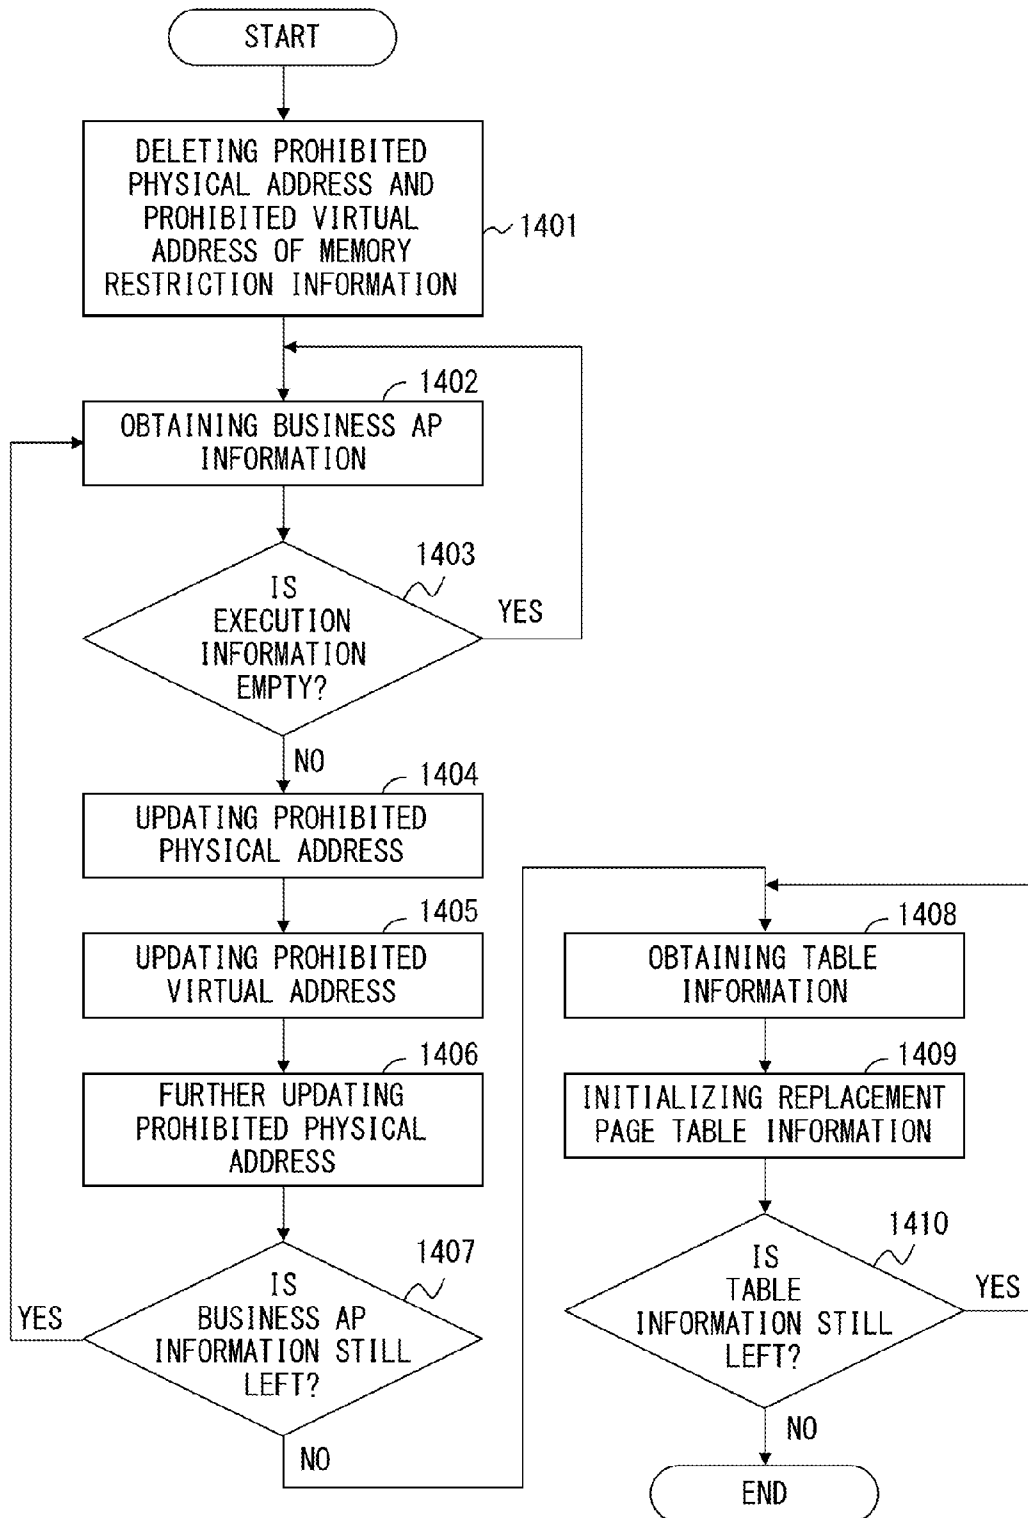 START
DELETING PROHIBITED
PHYSICAL ADDRESS AND
PROHIBITED VIRTUAL
ADDRESS OF MEMORY
RESTRICTION INFORMATION
1401
1402
OBTAINING BUSINESS AP
INFORMATION
1403
IS
EXECUTION
INFORMATION
EMPTY?
YES
NO
1404
UPDATING PROHIBITED
PHYSICAL ADDRESS
1405
UPDATING PROHIBITED
VIRTUAL ADDRESS
1406
FURTHER UPDATING
PROHIBITED PHYSICAL
ADDRESS
1407
IS
BUSINESS AP
INFORMATION STILL
LEFT?
YES
NO
1408
OBTAINING TABLE
INFORMATION
1409
INITIALIZING REPLACEMENT
PAGE TABLE INFORMATION
1410
IS
TABLE
INFORMATION STILL
LEFT?
YES
NO
END